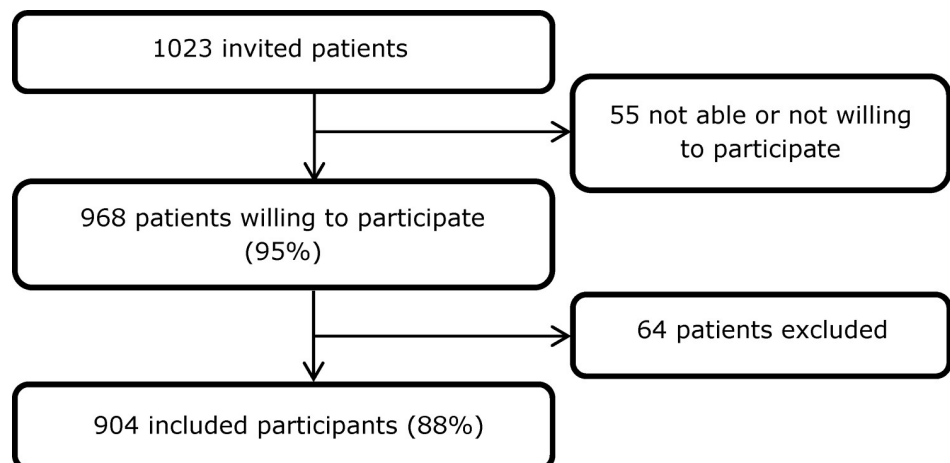 1023 invited patients
55 not able or not willing
to participate
968 patients willing to participate
(95%)
64 patients excluded
904 included participants (88%)